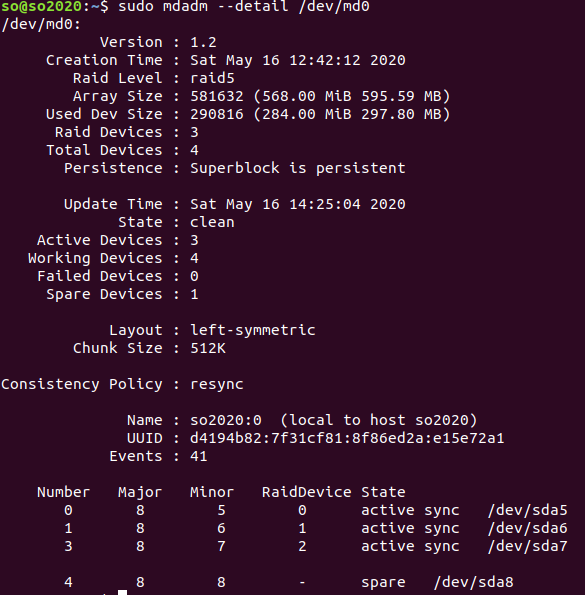 so@so2020:~$ sudo mdadm --detail /dev/md0
/dev/md0:
Version : 1.2
Creation Time : Sat May 16 12:42:12 2020
Raid Level : raid5
Array Size : 581632 (568.00 MiB 595.59 MB)
Used Dev Size : 290816 (284.00 MiB 297.80 MB)
Raid Devices : 3
Total Devices : 4
Persistence : Superblock is persistent
Update Time : Sat May 16 14:25:04 2020
State : clean
Active Devices : 3
Working Devices : 4
Failed Devices : 0
Spare Devices : 1
Layout : left-symmetric
Chunk Size : 512K
Consistency Policy : resync
Name : so2020:0  (local to host so2020)
UUID : d4194b82:7f31cf81:8f86ed2a:e15e72a1
Events : 41
Number   Major   Minor   RaidDevice State
0       8        5        0      active sync   /dev/sda5
1       8        6        1      active sync   /dev/sda6
3       8        7        2      active sync   /dev/sda7
4       8        8        -      spare   /dev/sda8